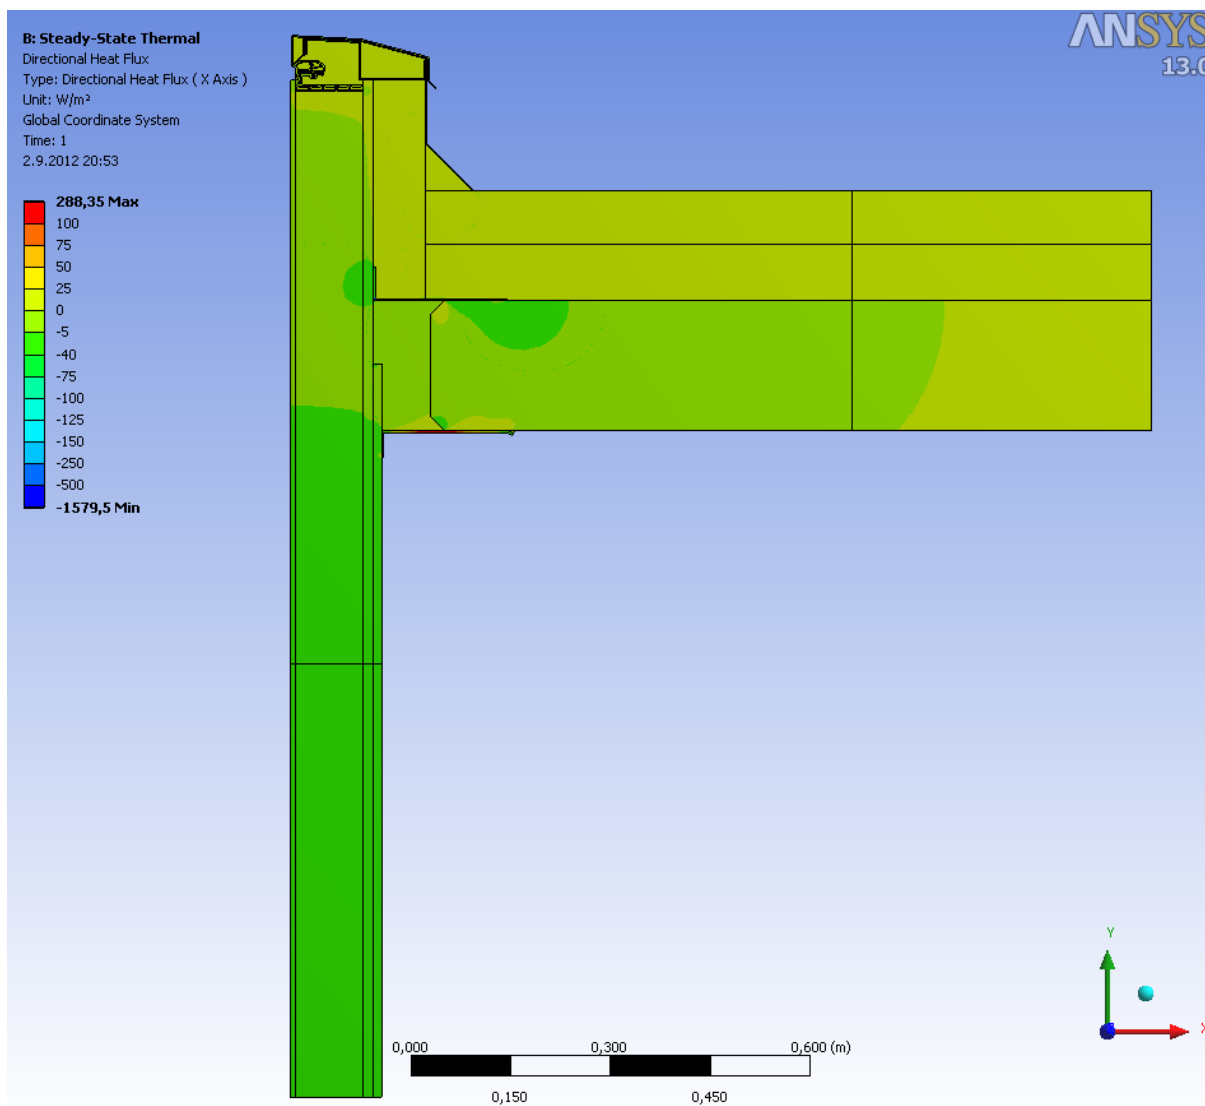 B: Steady-State Thermal
Directional Heat Flux
Type: Directional Heat Flux ( X Axis )
Unit: W/m²
Global Coordinate System
Time: 1
2.9.2012 20:53
ANSYS
13.0
288,35 Max
100
75
50
25
0
-5
-40
-75
-100
-125
-150
-250
-500
-1579,5 Min
Y
X
0,000 0,300 0,600 (m)
0,150 0,450